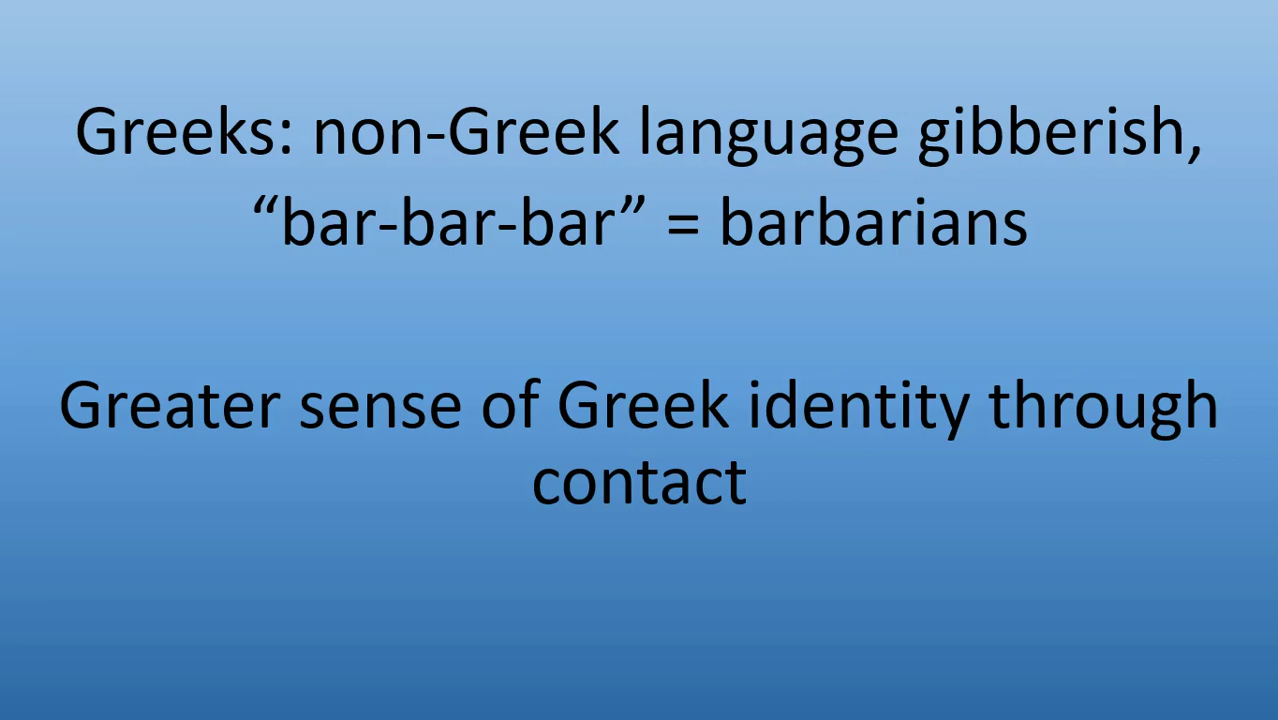 Greeks: non-Greek language gibberish,
“bar-bar-bar” = barbarians
Greater sense of Greek identity through
contact